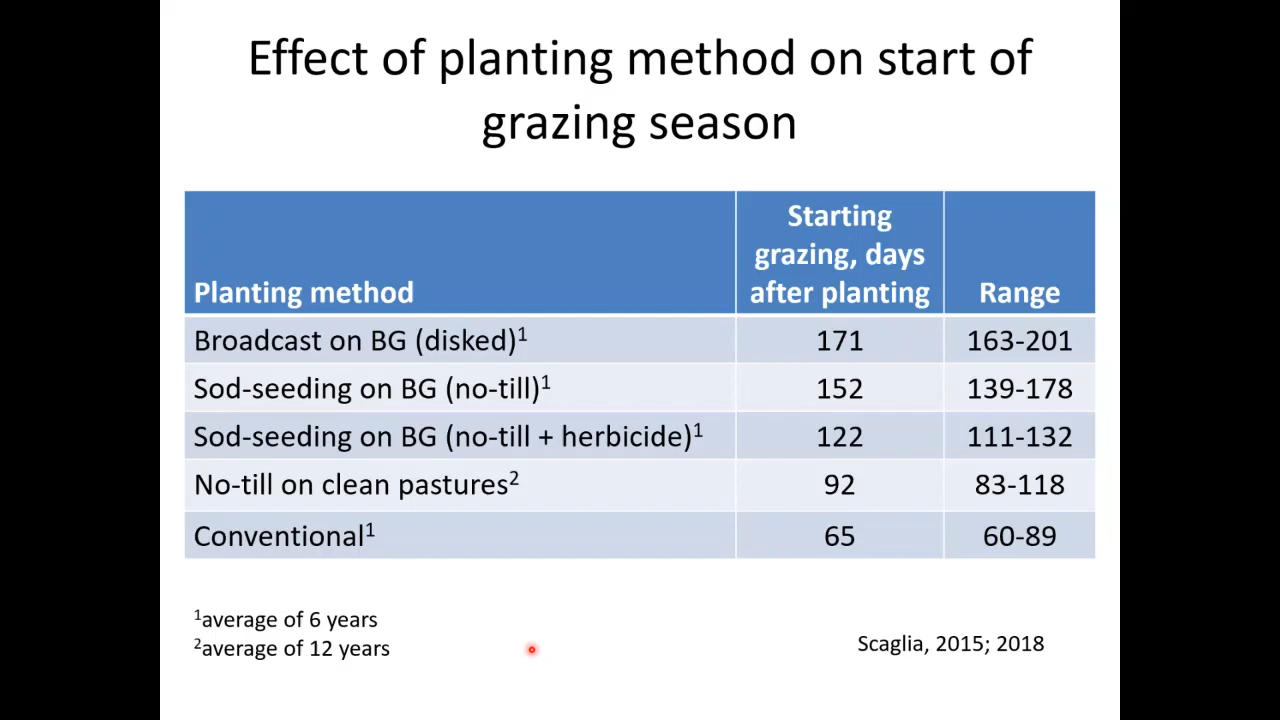 Effect of planting method on start of
grazing season
Starting
grazing, days
Planting method after planting Range
Broadcast on BG (disked)¹ 171 163-201
Sod-seeding on BG (no-till)¹ 152 139-178
Sod-seeding on BG (no-till + herbicide)¹ 122 111-132
No-till on clean pastures² 92 83-118
Conventional¹ 65 60-89
¹average of 6 years
²average of 12 years
Scaglia, 2015; 2018